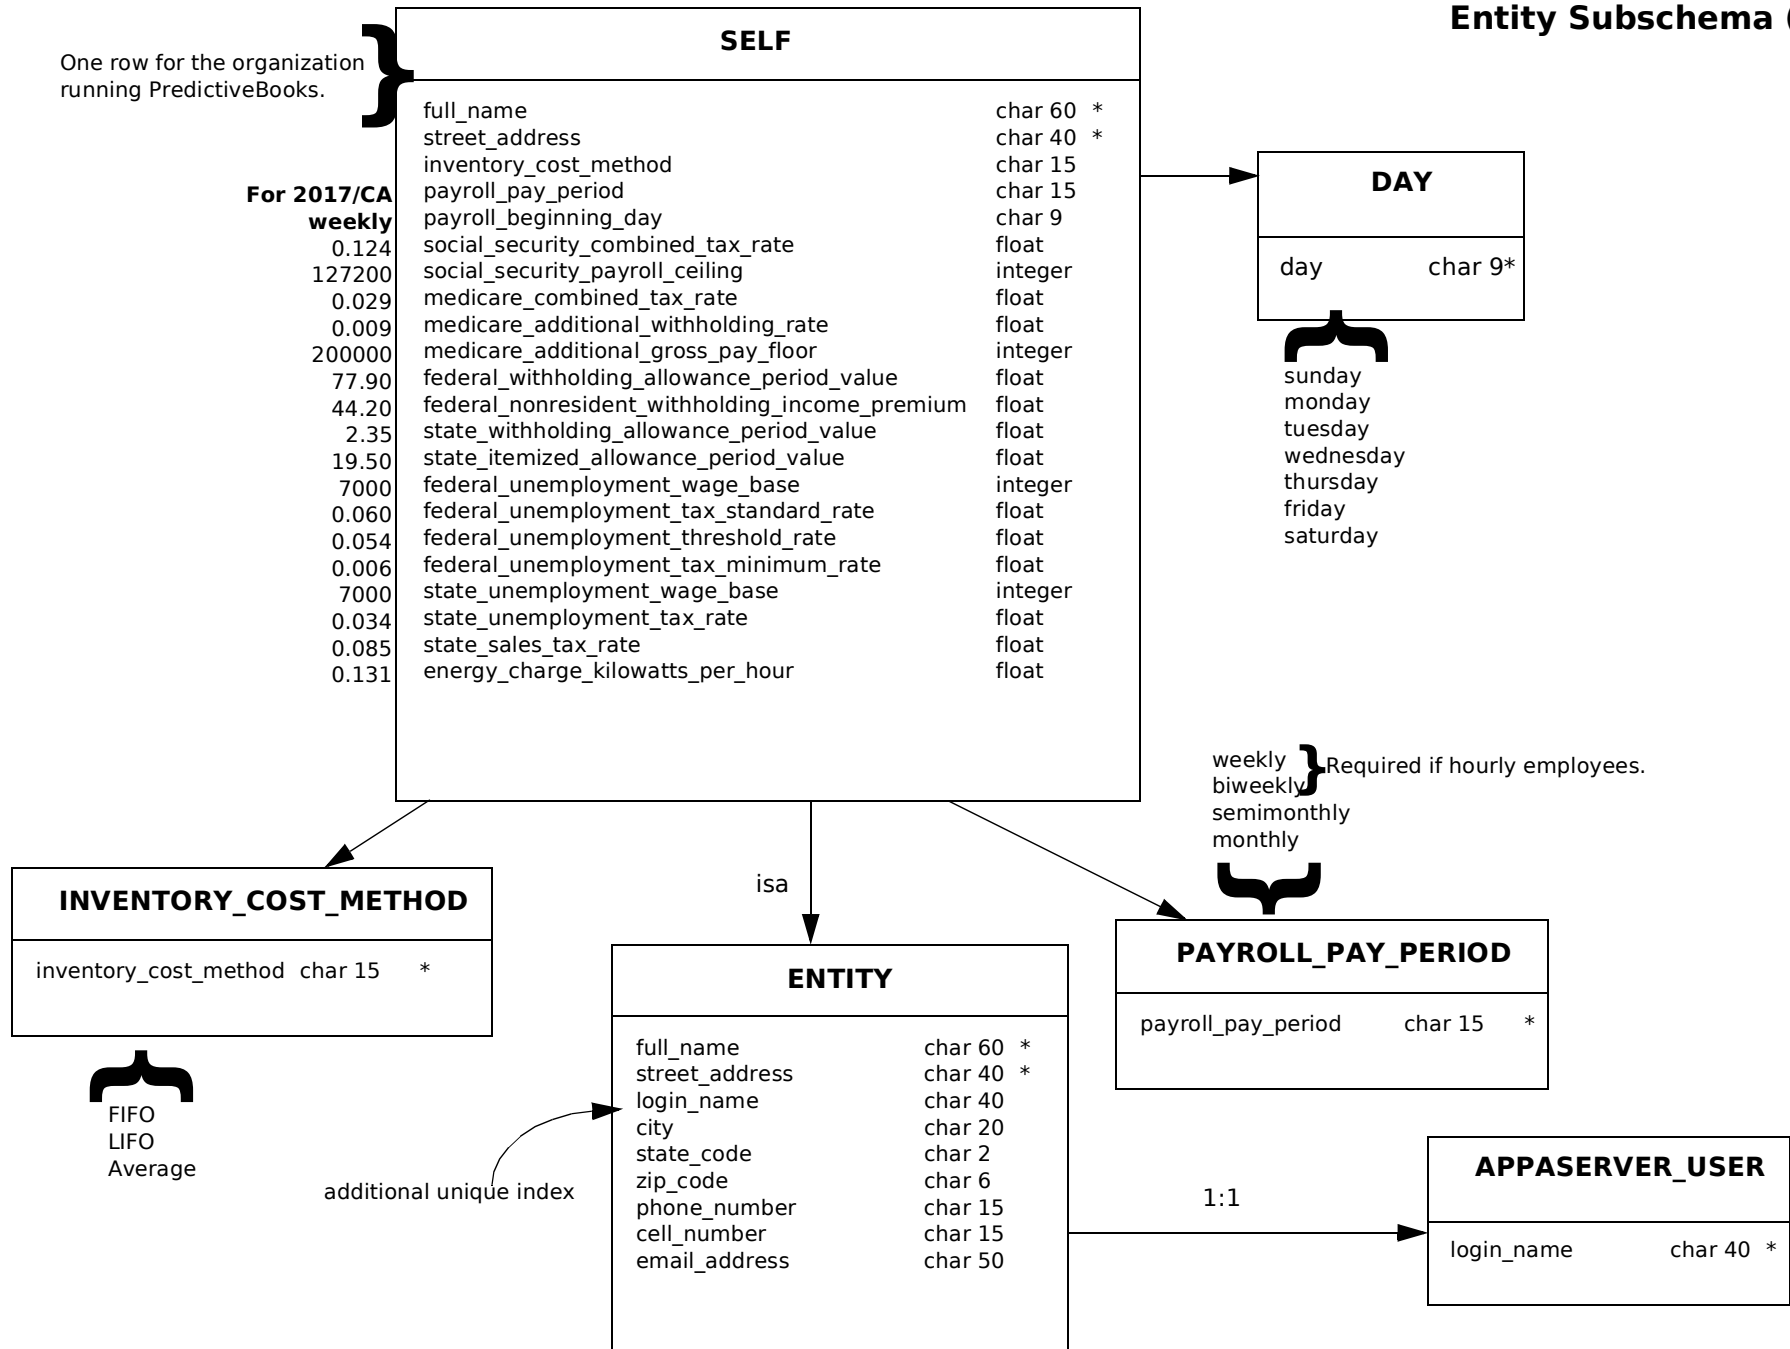 Entity Subschema (
SELF
One row for the organization
running PredictiveBooks.
full_name char 60 *
street_address char 40 *
inventory_cost_method char 15
payroll_pay_period char 15
payroll_beginning_day char 9
For 2017/CA
weekly
0.124 social_security_combined_tax_rate float
127200 social_security_payroll_ceiling integer
0.029 medicare_combined_tax_rate float
0.009 medicare_additional_withholding_rate float
200000 medicare_additional_gross_pay_floor integer
77.90 federal_withholding_allowance_period_value float
44.20 federal_nonresident_withholding_income_premium float
2.35 state_withholding_allowance_period_value float
19.50 state_itemized_allowance_period_value float
7000 federal_unemployment_wage_base integer
0.060 federal_unemployment_tax_standard_rate float
0.054 federal_unemployment_threshold_rate float
0.006 federal_unemployment_tax_minimum_rate float
7000 state_unemployment_wage_base integer
0.034 state_unemployment_tax_rate float
0.085 state_sales_tax_rate float
0.131 energy_charge_kilowatts_per_hour float
DAY
day char 9*
sunday
monday
tuesday
wednesday
thursday
friday
saturday
weekly
biweekly
Required if hourly employees.
semimonthly
monthly
INVENTORY_COST_METHOD
inventory_cost_method char 15 *
FIFO
LIFO
Average
isa
ENTITY
full_name char 60 *
street_address char 40 *
login_name char 40
city char 20
state_code char 2
zip_code char 6
phone_number char 15
cell_number char 15
email_address char 50
additional unique index
PAYROLL_PAY_PERIOD
payroll_pay_period char 15 *
1:1
APPASERVER_USER
login_name char 40 *